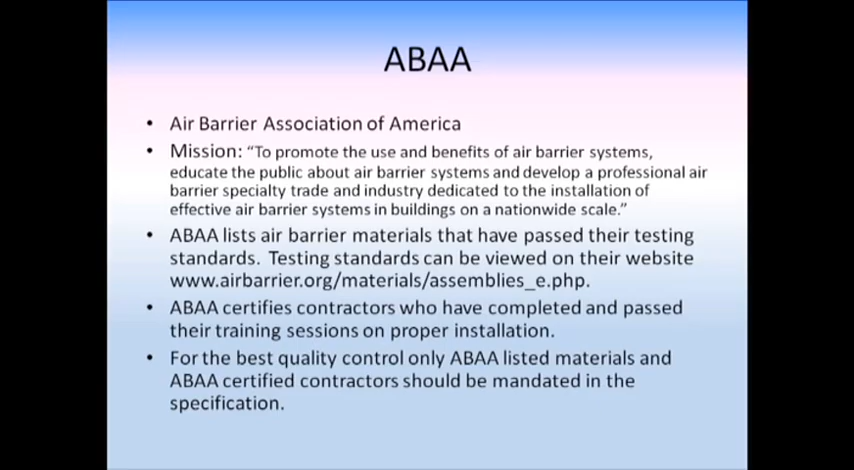 ABAA
• Air Barrier Association of America
• Mission: “To promote the use and benefits of air barrier systems,
educate the public about air barrier systems and develop a professional air
barrier specialty trade and industry dedicated to the installation of
effective air barrier systems in buildings on a nationwide scale.”
• ABAA lists air barrier materials that have passed their testing
standards. Testing standards can be viewed on their website
www.airbarrier.org/materials/assemblies_e.php.
• ABAA certifies contractors who have completed and passed
their training sessions on proper installation.
• For the best quality control only ABAA listed materials and
ABAA certified contractors should be mandated in the
specification.